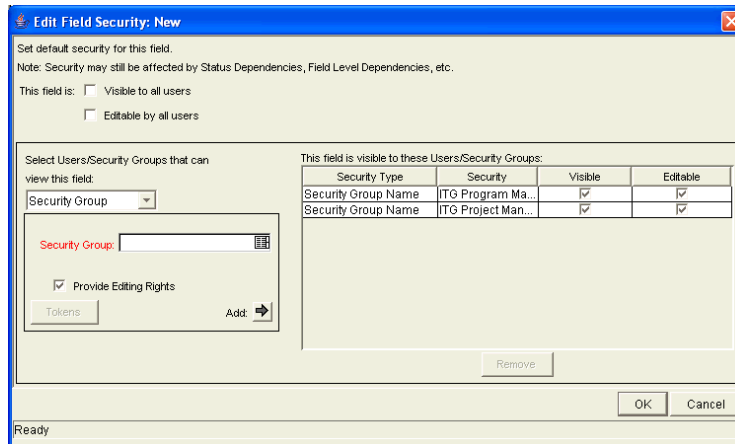 Edit Field Security: New
Set default security for this field.
Note: Security may still be affected by Status Dependencies, Field Level Dependencies, etc.
This field is: Visible to all users
Editable by all users
Select Users/Security Groups that can
view this field:
Security Group
Security Group:
Provide Editing Rights
Tokens
Add:
This field is visible to these Users/Security Groups:
Security Type Security Visible Editable
Security Group Name ITG Program Ma...
Security Group Name ITG Project Man...
Remove
OK Cancel
Ready